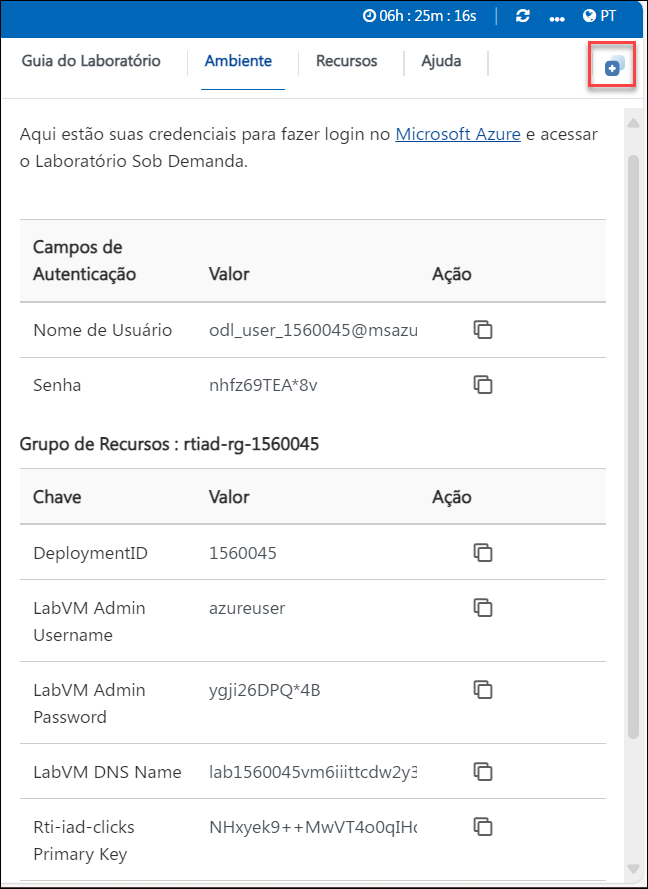 06h : 25m : 16s PT
Guia do Laboratório Ambiente Recursos Ajuda
Aqui estão suas credenciais para fazer login no Microsoft Azure e acessar
o Laboratório Sob Demanda.
Campos de
Autenticação Valor Ação
Nome de Usuário odl_user_1560045@msazu
Senha nhfz69TEA*8v
Grupo de Recursos : rtiad-rg-1560045
Chave Valor Ação
DeploymentID 1560045
LabVM Admin
Username azureuser
LabVM Admin
Password ygji26DPQ*4B
LabVM DNS Name lab1560045vm6iiittcdw2y3
Rti-iad-clicks
Primary Key NHxyek9++MwVT4o0qIH